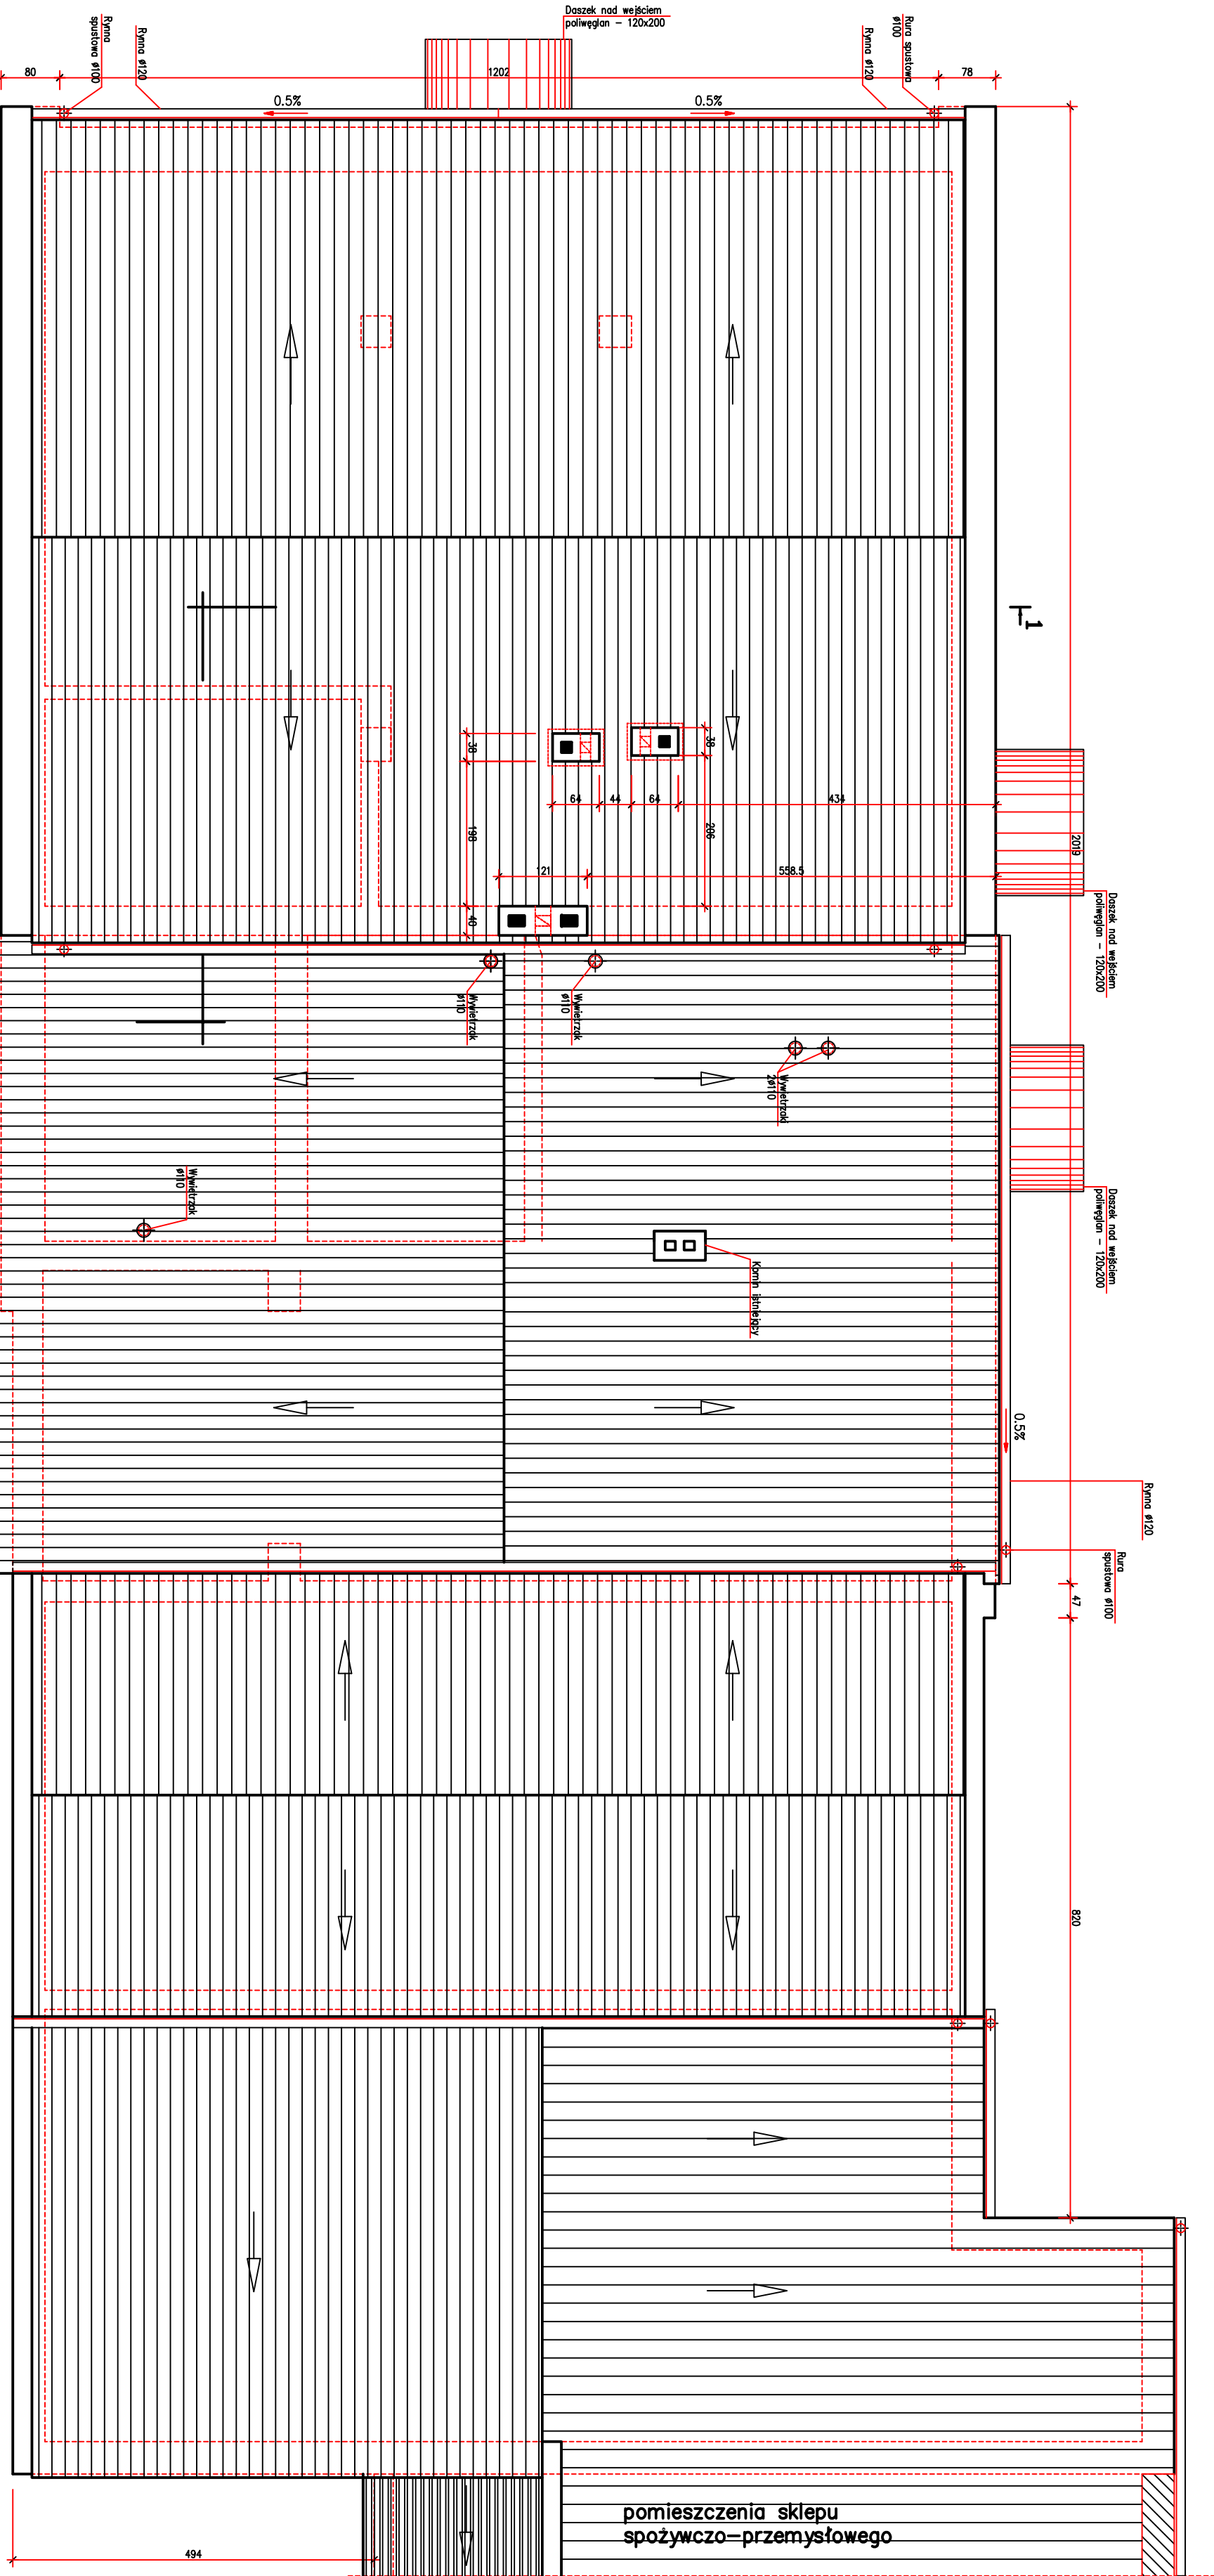 Daszek nad wejściem
poliwęglan - 120x200
Rynna
spustowa ø100
Rynna ø120
Rura spustowa
ø100
Rynna ø120
80
1202
78
0.5%
0.5%
1
2019
Daszek nad wejściem
poliwęglan - 120x200
38
38
64
44
64
434
206
198
121
558.5
40
Wywietrzak
ø110
Wywietrzak
ø110
Wywietrzaki
2ø110
Daszek nad wejściem
poliwęglan - 120x200
Wywietrzak
ø110
Komin istniejący
0.5%
Rynna ø120
Rura
spustowa ø100
47
820
pomieszczenia sklepu
spożywczo-przemysłowego
494